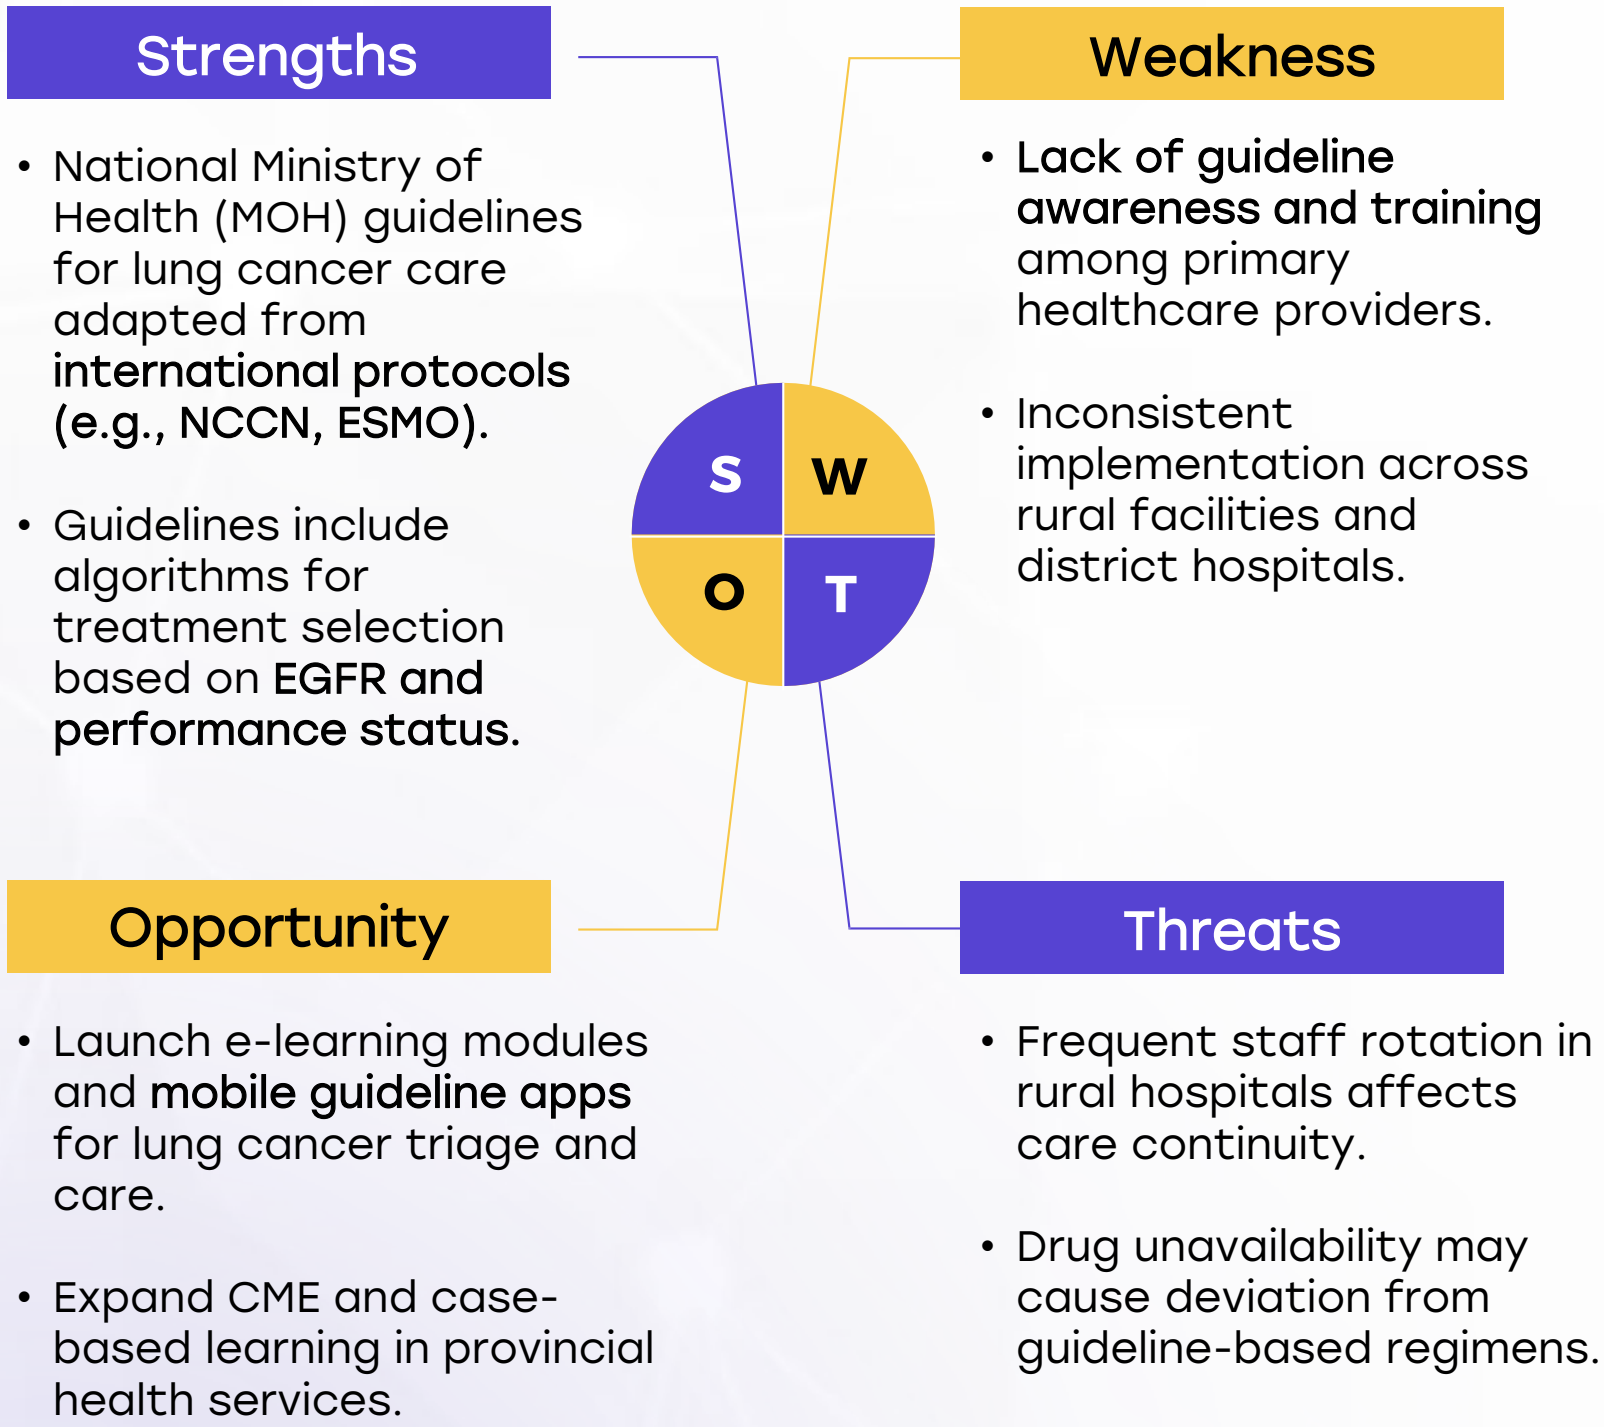 Strengths
• National Ministry of
Health (MOH) guidelines
for lung cancer care
adapted from
international protocols
(e.g., NCCN, ESMO).
• Guidelines include
algorithms for
treatment selection
based on EGFR and
performance status.
Weakness
• Lack of guideline
awareness and training
among primary
healthcare providers.
• Inconsistent
implementation across
rural facilities and
district hospitals.
S W
O T
Opportunity
• Launch e-learning modules
and mobile guideline apps
for lung cancer triage and
care.
• Expand CME and case-
based learning in provincial
health services.
Threats
• Frequent staff rotation in
rural hospitals affects
care continuity.
• Drug unavailability may
cause deviation from
guideline-based regimens.